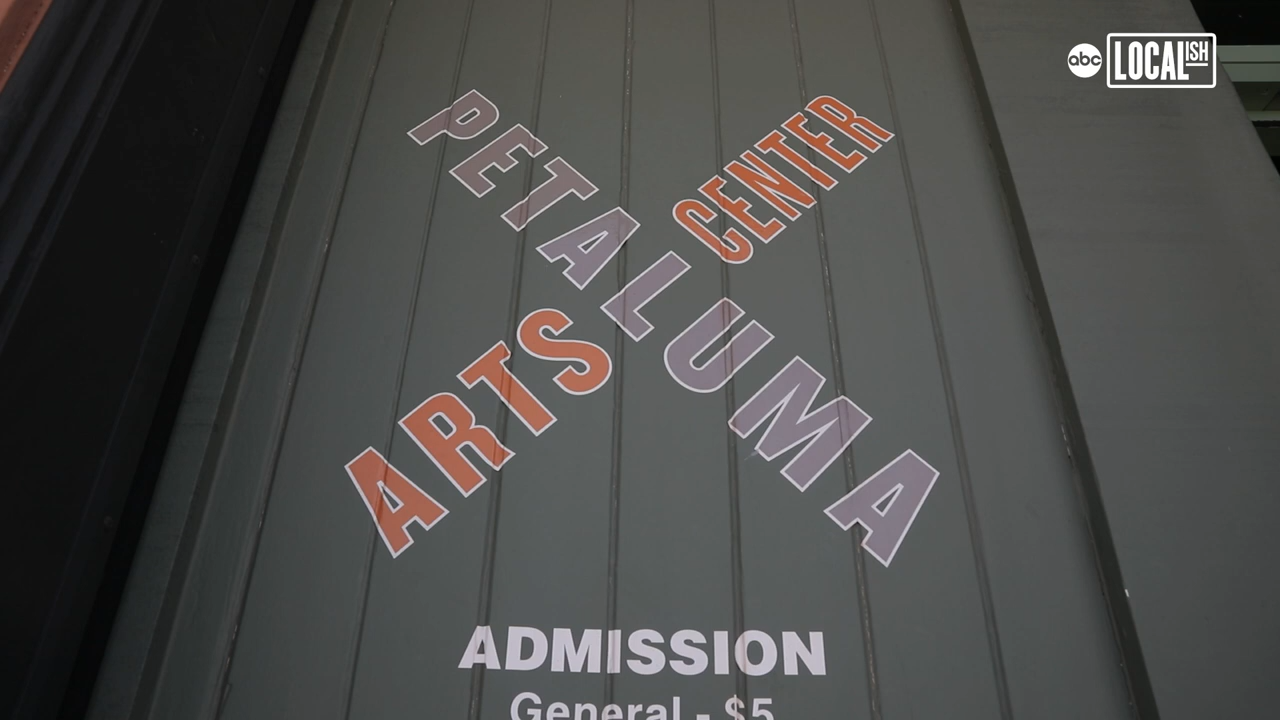 abc LOCALISH
PETALUMA
ARTS CENTER
ADMISSION
General - $5